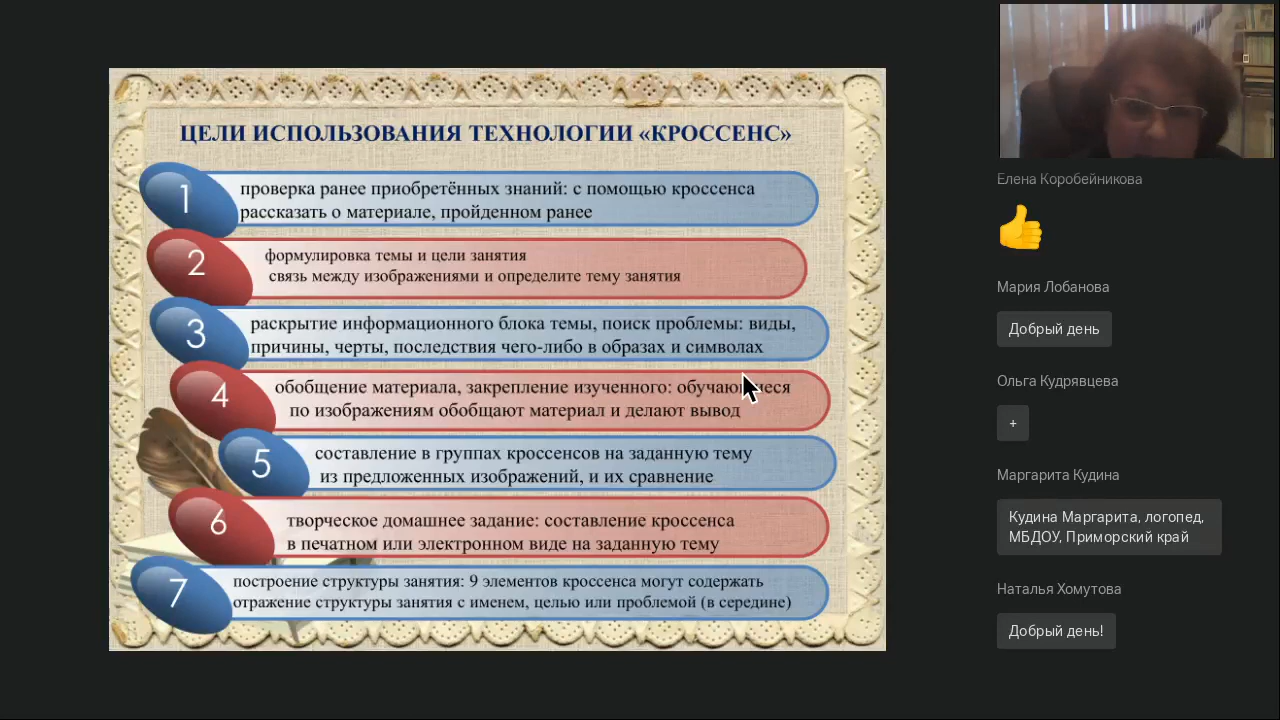 ЦЕЛИ ИСПОЛЬЗОВАНИЯ ТЕХНОЛОГИИ «КРОССЕНС»
1
проверка ранее приобретённых знаний: с помощью кроссенса
рассказать о материале, пройденном ранее
2
формулировка темы и цели занятия
связь между изображениями и определите тему занятия
3
раскрытие информационного блока темы, поиск проблемы: виды,
причины, черты, последствия чего-либо в образах и символах
4
обобщение материала, закрепление изученного: обучающиеся
по изображениям обобщают материал и делают вывод
5
составление в группах кроссенсов на заданную тему
из предложенных изображений, и их сравнение
6
творческое домашнее задание: составление кроссенса
в печатном или электронном виде на заданную тему
7
построение структуры занятия: 9 элементов кроссенса могут содержать
отражение структуры занятия с именем, целью или проблемой (в середине)
Елена Коробейникова
Мария Лобанова
Добрый день
Ольга Кудрявцева
+
Маргарита Кудина
Кудина Маргарита, логопед,
МБДОУ, Приморский край
Наталья Хомутова
Добрый день!